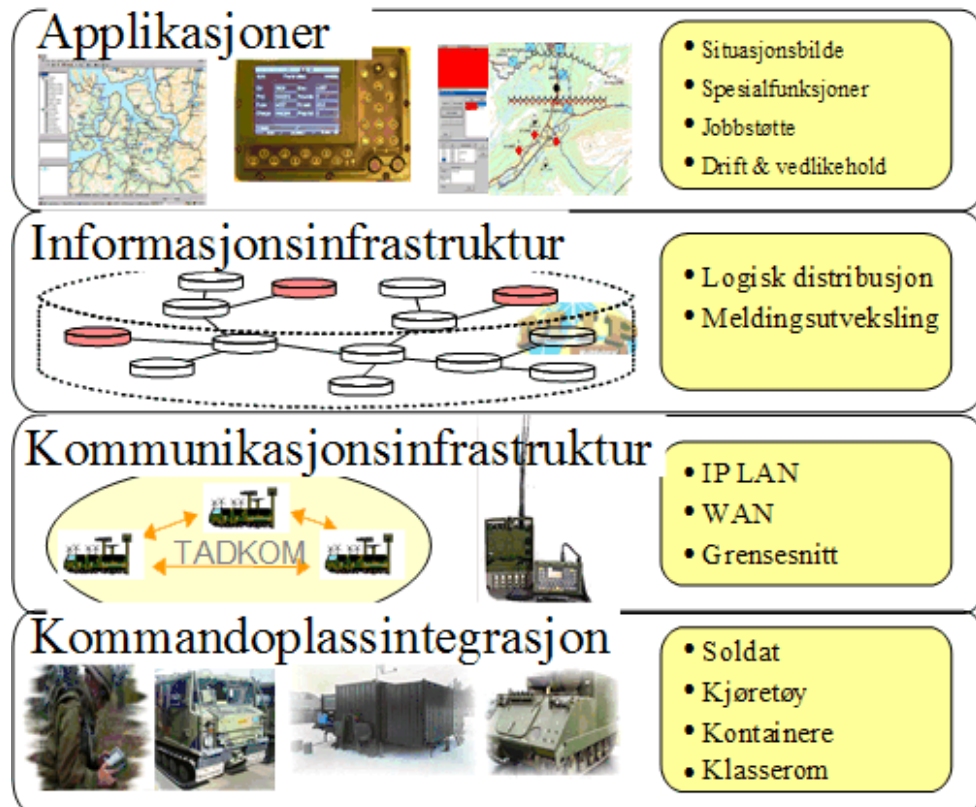 Applikasjoner
• Situasjonsbilde
• Spesialfunksjoner
• Jobbstøtte
• Drift & vedlikehold
Informasjonsinfrastruktur
• Logisk distribusjon
• Meldingsutveksling
Kommunikasjonsinfrastruktur
TADKOM
• IP LAN
• WAN
• Grensesnitt
Kommandoplassintegrasjon
• Soldat
• Kjøretøy
• Kontainere
• Klasserom